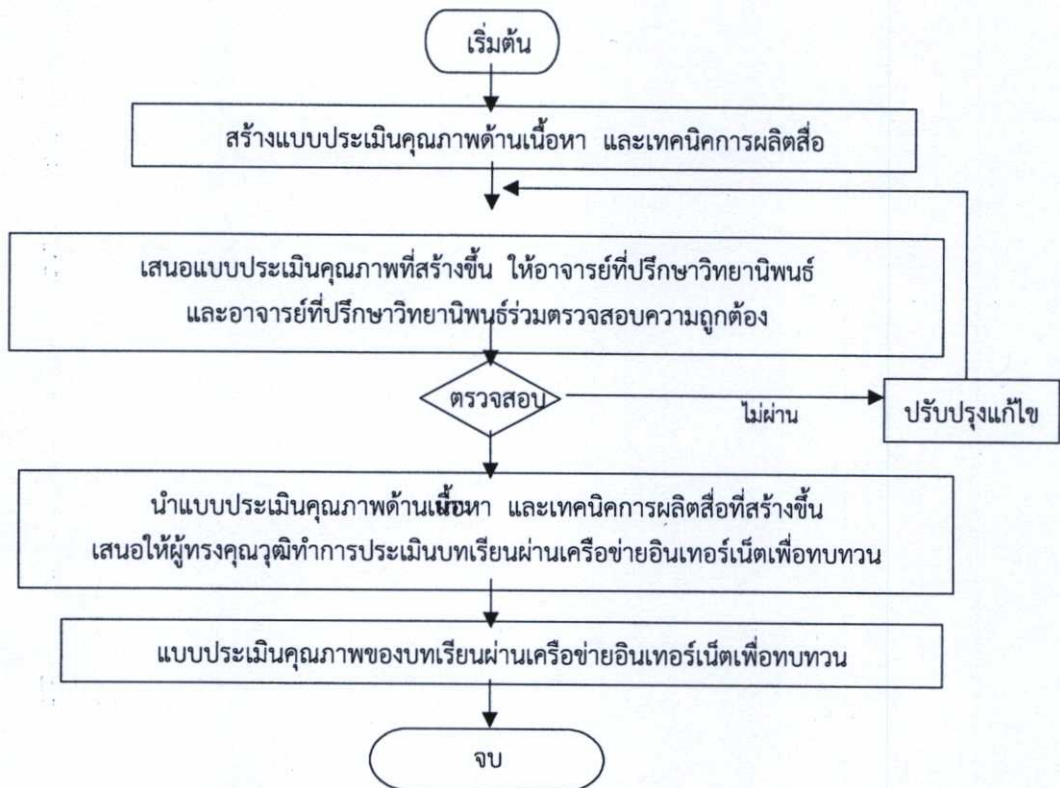 เริ่มต้น
สร้างแบบประเมินคุณภาพด้านเนื้อหา และเทคนิคการผลิตสื่อ
เสนอแบบประเมินคุณภาพที่สร้างขึ้น ให้อาจารย์ที่ปรึกษาวิทยานิพนธ์
และอาจารย์ที่ปรึกษาวิทยานิพนธ์ร่วมตรวจสอบความถูกต้อง
ตรวจสอบ
ไม่ผ่าน
ปรับปรุงแก้ไข
นำแบบประเมินคุณภาพด้านเนื้อหา และเทคนิคการผลิตสื่อที่สร้างขึ้น
เสนอให้ผู้ทรงคุณวุฒิทำการประเมินบทเรียนผ่านเครือข่ายอินเทอร์เน็ตเพื่อทบทวน
แบบประเมินคุณภาพของบทเรียนผ่านเครือข่ายอินเทอร์เน็ตเพื่อทบทวน
จบ